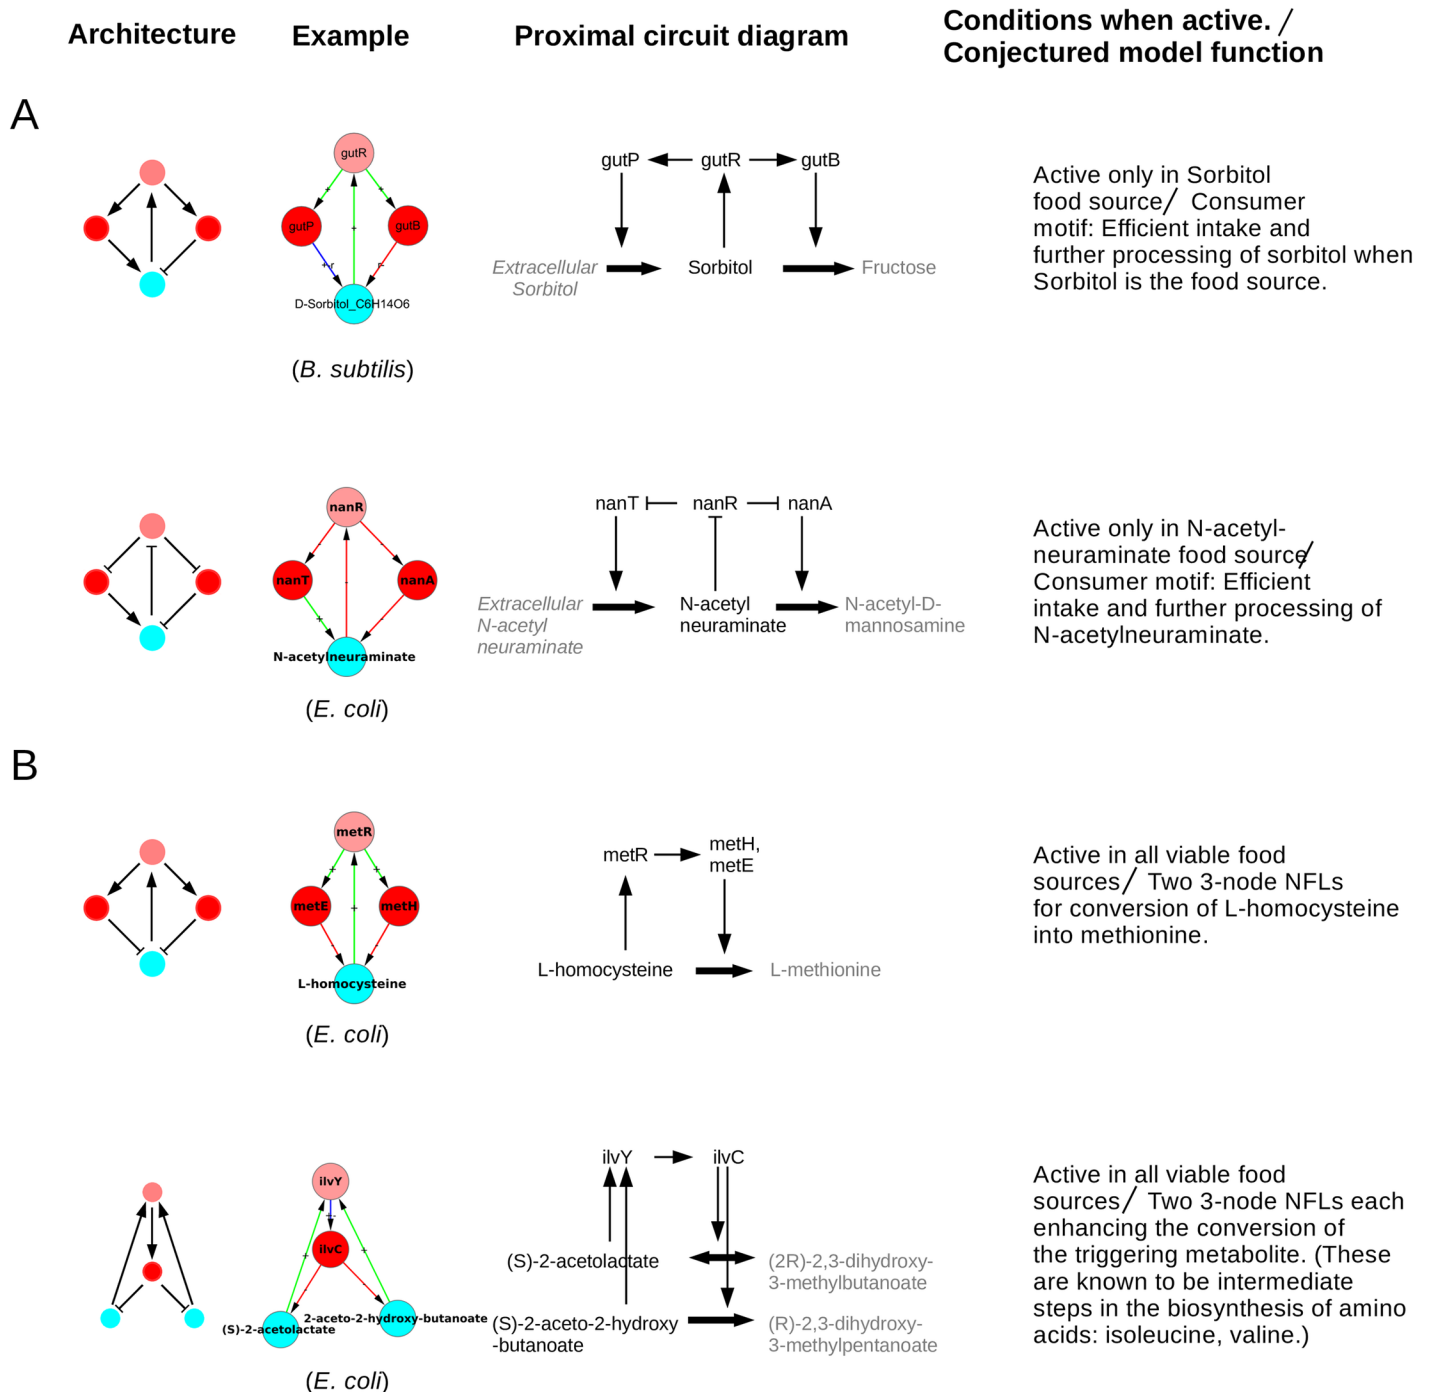 Architecture
Example
Proximal circuit diagram
Conditions when active. /
Conjectured model function
A
gutR
+
+
gutP
gutB
+
+r
r-
D-Sorbitol_C6H14O6
(B. subtilis)
gutP
gutR
gutB
Extracellular
Sorbitol
Sorbitol
Fructose
Active only in Sorbitol
food source/ Consumer
motif: Efficient intake and
further processing of sorbitol when
Sorbitol is the food source.
nanR
-
-
nanT
nanA
-
+
-
N-acetylneuraminate
(E. coli)
nanT
nanR
nanA
Extracellular
N-acetyl
neuraminate
N-acetyl
neuraminate
N-acetyl-D-
mannosamine
Active only in N-acetyl-
neuraminate food source/
Consumer motif: Efficient
intake and further processing of
N-acetylneuraminate.
B
metR
+
+
metE
metH
+
-
-
L-homocysteine
(E. coli)
metR
metH,
metE
L-homocysteine
L-methionine
Active in all viable food
sources/ Two 3-node NFLs
for conversion of L-homocysteine
into methionine.
ilvY
+-
ilvC
+
+
-
-
2-aceto-2-hydroxy-butanoate
(S)-2-acetolactate
(E. coli)
ilvY
ilvC
(S)-2-acetolactate
(2R)-2,3-dihydroxy-
3-methylbutanoate
(S)-2-aceto-2-hydroxy
-butanoate
(R)-2,3-dihydroxy-
3-methylpentanoate
Active in all viable food
sources/ Two 3-node NFLs each
enhancing the conversion of
the triggering metabolite. (These
are known to be intermediate
steps in the biosynthesis of amino
acids: isoleucine, valine.)